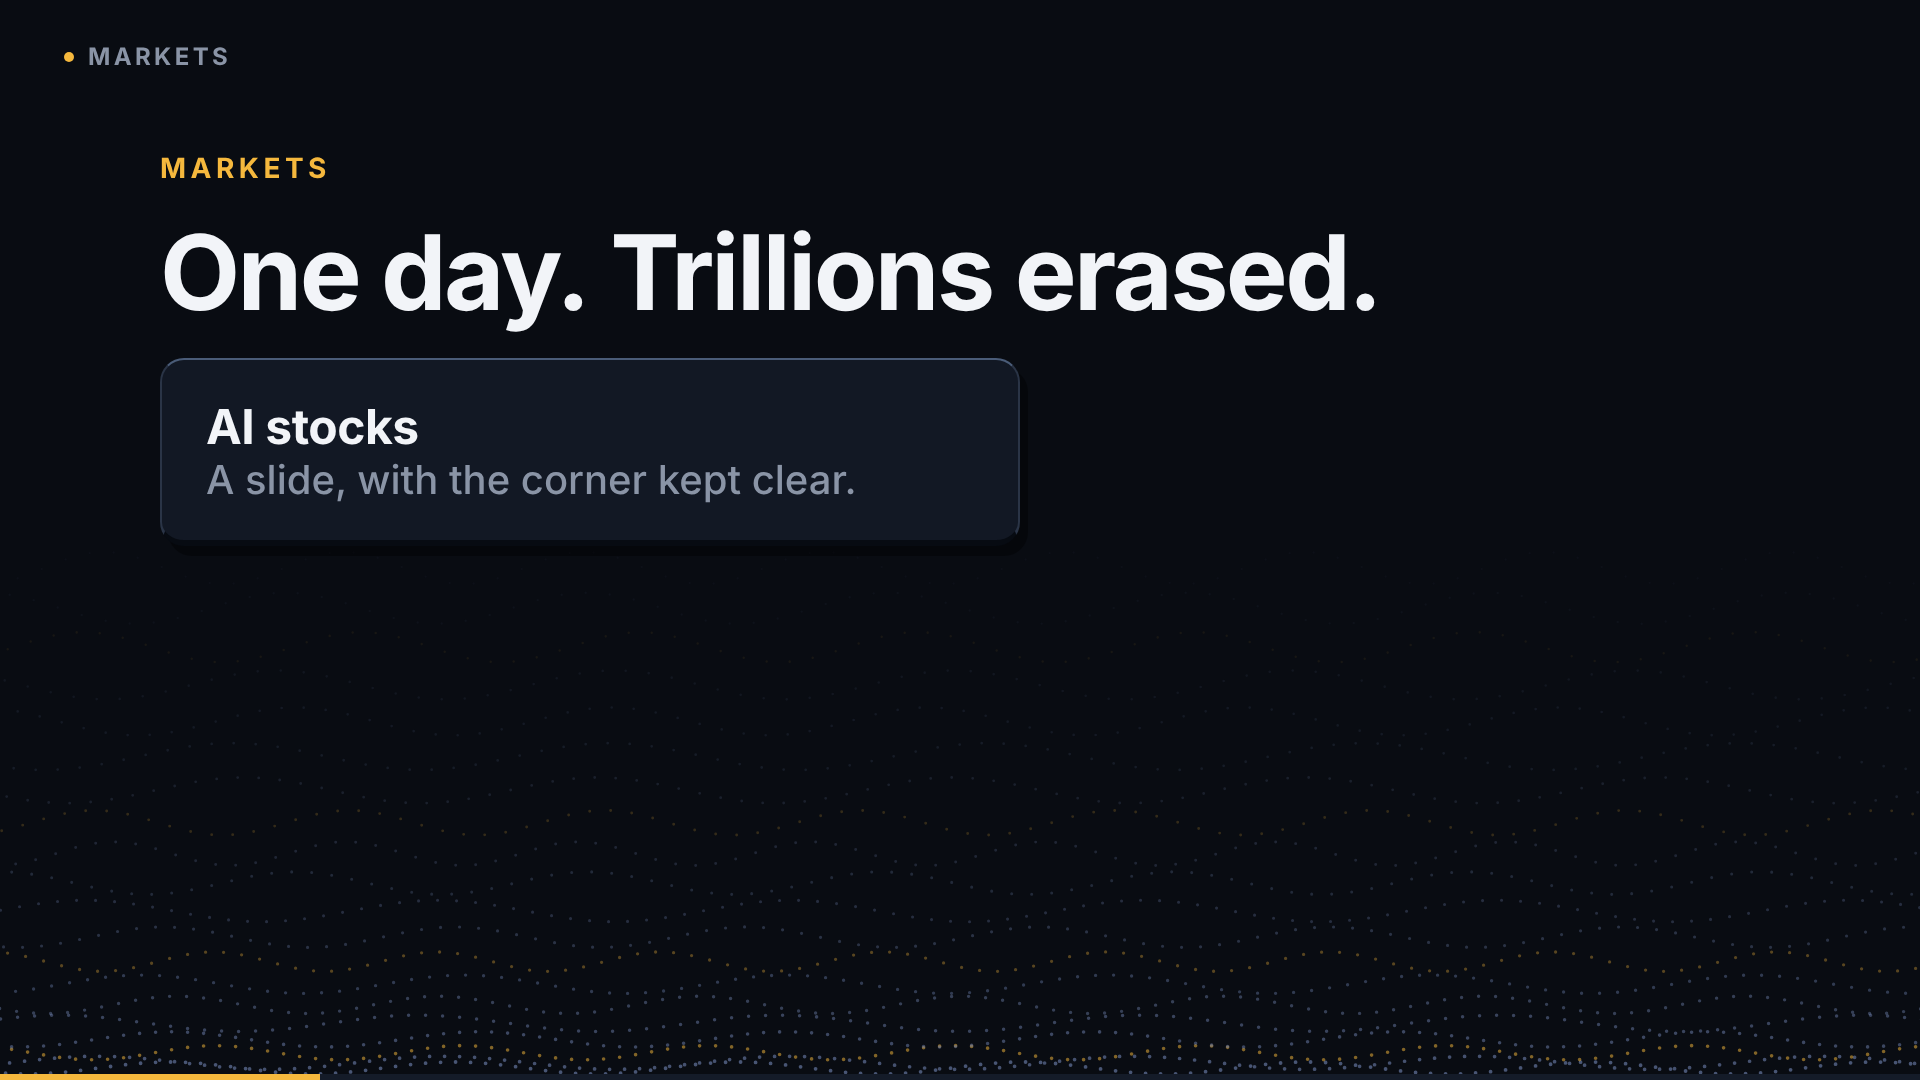 MARKETS
MARKETS
One day. Trillions erased.
AI stocks
A slide, with the corner kept clear.